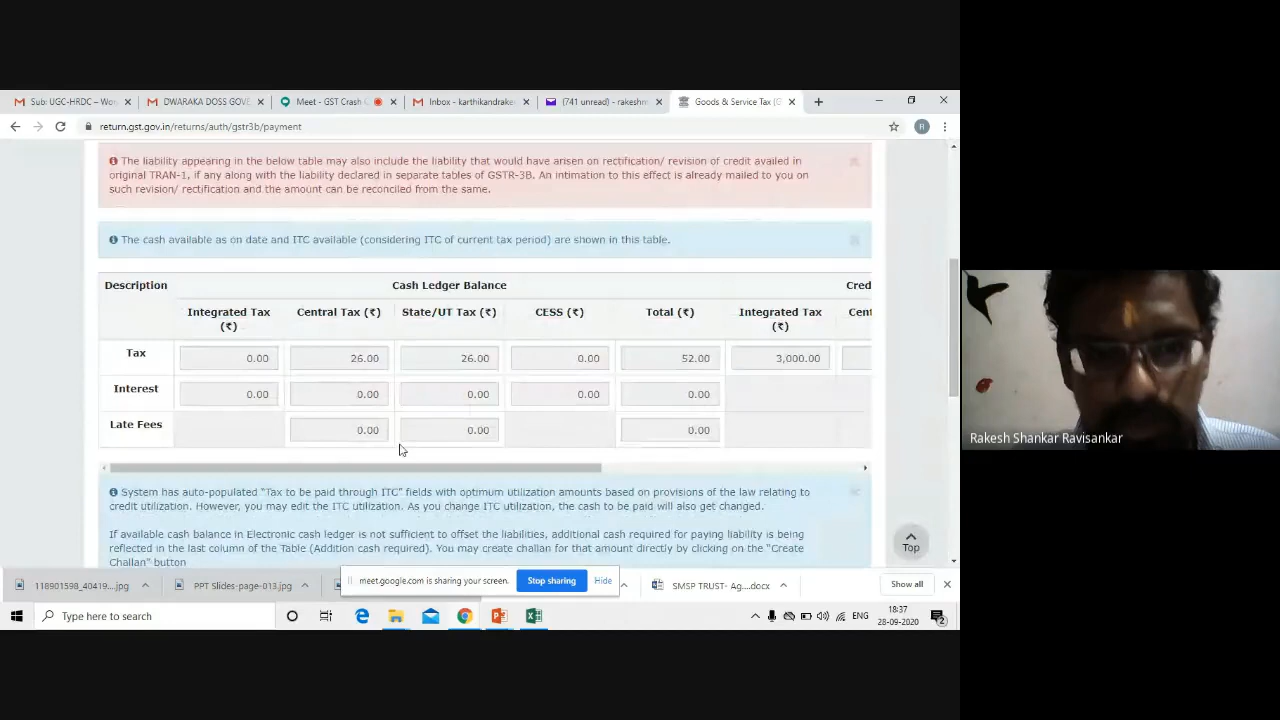 Sub: UGC-HRDC – Wo
DWARAKA DOSS GOVE
Meet - GST Crash C
Inbox - karthikandrake
(741 unread) - rakeshm
Goods & Service Tax (G
return.gst.gov.in/returns/auth/gstr3b/payment
R
The liability appearing in the below table may also include the liability that would have arisen on rectification/ revision of credit availed in
original TRAN-1, if any along with the liability declared in separate tables of GSTR-3B. An intimation to this effect is already mailed to you on
such revision/ rectification and the amount can be reconciled from the same.
The cash available as on date and ITC available (considering ITC of current tax period) are shown in this table.
Description Cash Ledger Balance Cred
Integrated Tax (₹) Central Tax (₹) State/UT Tax (₹) CESS (₹) Total (₹) Integrated Tax (₹) Cent
Tax 0.00 26.00 26.00 0.00 52.00 3,000.00
Interest 0.00 0.00 0.00 0.00 0.00
Late Fees 0.00 0.00 0.00
System has auto-populated "Tax to be paid through ITC" fields with optimum utilization amounts based on provisions of the law relating to
credit utilization. However, you may edit the ITC utilization. As you change ITC utilization, the cash to be paid will also get changed.
If available cash balance in Electronic cash ledger is not sufficient to offset the liabilities, additional cash required for paying liability is being
reflected in the last column of the Table (Addition cash required). You may create challan for that amount directly by clicking on the "Create
Challan" button
Top
118901598_40419....jpg
PPT Slides-page-013.jpg
meet.google.com is sharing your screen.
Stop sharing
Hide
SMSP TRUST- Ag....docx
Show all
Type here to search
ENG
18:37
28-09-2020
2
Rakesh Shankar Ravisankar